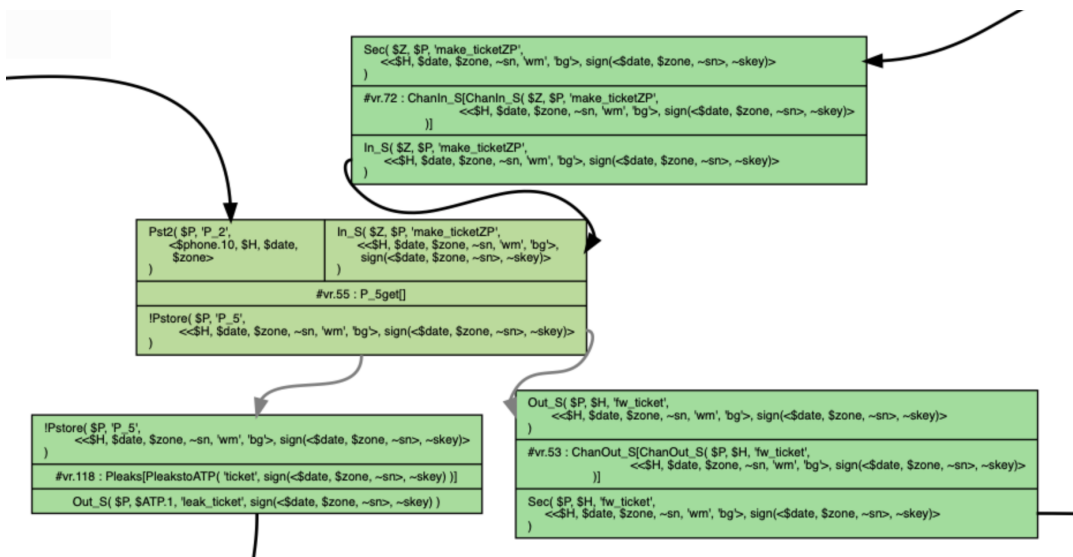 Sec( $Z, $P, 'make_ticketZP',
<<$H, $date, $zone, ~sn, 'wm', 'bg'>, sign(<$date, $zone, ~sn>, ~skey)>
)
#vr.72 : ChanIn_S[ChanIn_S( $Z, $P, 'make_ticketZP',
<<$H, $date, $zone, ~sn, 'wm', 'bg'>, sign(<$date, $zone, ~sn>, ~skey)>
)]
In_S( $Z, $P, 'make_ticketZP',
<<$H, $date, $zone, ~sn, 'wm', 'bg'>, sign(<$date, $zone, ~sn>, ~skey)>
)
Pst2( $P, 'P_2',
<$phone.10, $H, $date,
$zone>
)
In_S( $Z, $P, 'make_ticketZP',
<<$H, $date, $zone, ~sn, 'wm', 'bg'>,
sign(<$date, $zone, ~sn>, ~skey)>
)
#vr.55 : P_5get[]
!Pstore( $P, 'P_5',
<<$H, $date, $zone, ~sn, 'wm', 'bg'>, sign(<$date, $zone, ~sn>, ~skey)>
)
!Pstore( $P, 'P_5',
<<$H, $date, $zone, ~sn, 'wm', 'bg'>, sign(<$date, $zone, ~sn>, ~skey)>
)
#vr.118 : Pleaks[PleakstoATP( 'ticket', sign(<$date, $zone, ~sn>, ~skey) )]
Out_S( $P, $ATP.1, 'leak_ticket', sign(<$date, $zone, ~sn>, ~skey) )
Out_S( $P, $H, 'fw_ticket',
<<$H, $date, $zone, ~sn, 'wm', 'bg'>, sign(<$date, $zone, ~sn>, ~skey)>
)
#vr.53 : ChanOut_S[ChanOut_S( $P, $H, 'fw_ticket',
<<$H, $date, $zone, ~sn, 'wm', 'bg'>, sign(<$date, $zone, ~sn>, ~skey)>
)]
Sec( $P, $H, 'fw_ticket',
<<$H, $date, $zone, ~sn, 'wm', 'bg'>, sign(<$date, $zone, ~sn>, ~skey)>
)